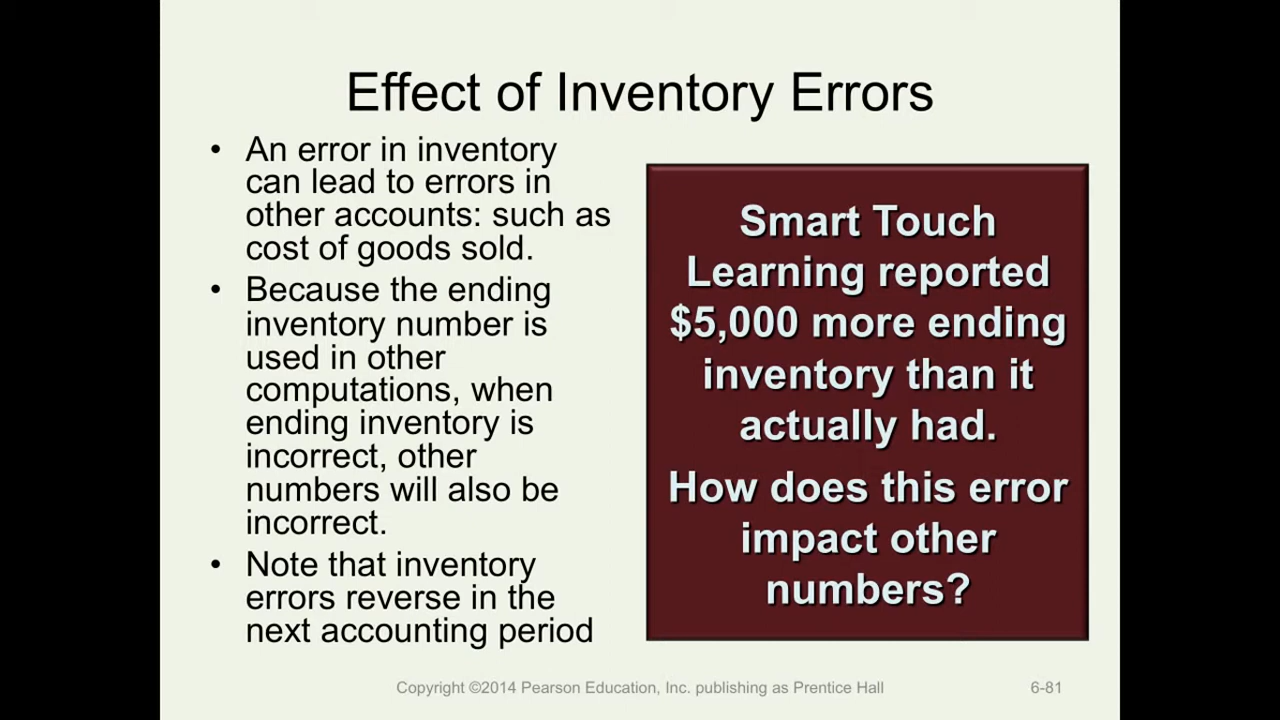 Effect of Inventory Errors
• An error in inventory
can lead to errors in
other accounts: such as
cost of goods sold.
• Because the ending
inventory number is
used in other
computations, when
ending inventory is
incorrect, other
numbers will also be
incorrect.
• Note that inventory
errors reverse in the
next accounting period
Smart Touch
Learning reported
$5,000 more ending
inventory than it
actually had.
How does this error
impact other
numbers?
Copyright ©2014 Pearson Education, Inc. publishing as Prentice Hall
6-81